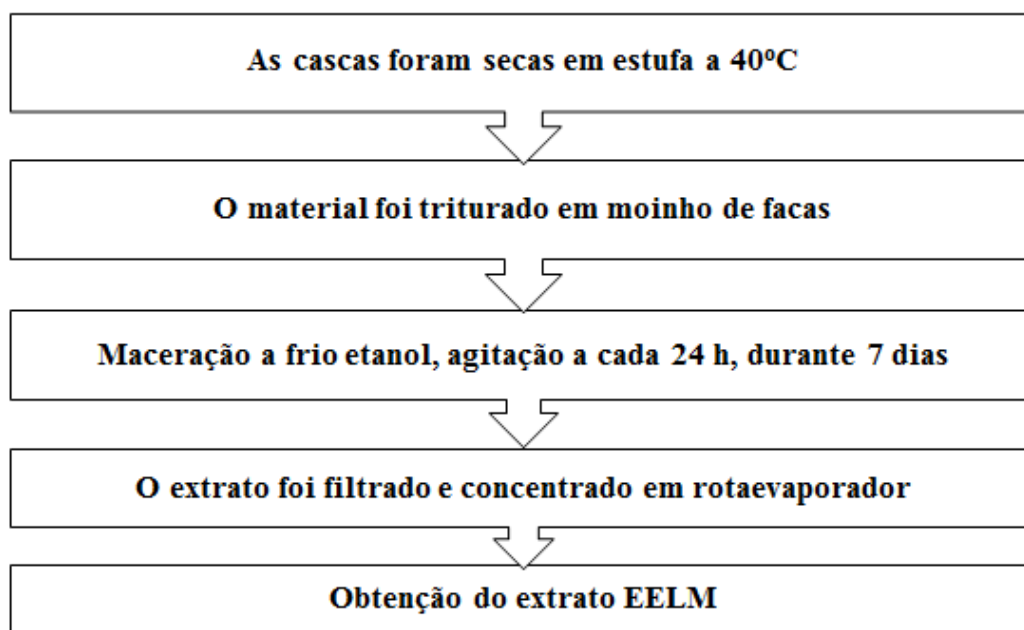 As cascas foram secas em estufa a 40ºC
O material foi triturado em moinho de facas
Maceração a frio etanol, agitação a cada 24 h, durante 7 dias
O extrato foi filtrado e concentrado em rotaevaporador
Obtenção do extrato EELM